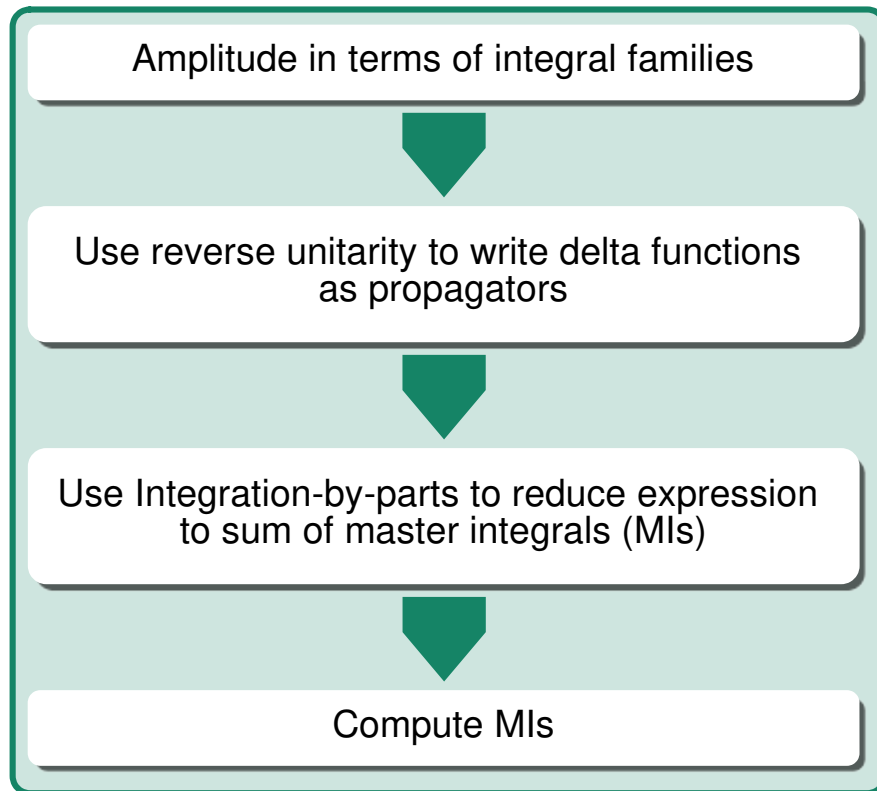 Amplitude in terms of integral families
Use reverse unitarity to write delta functions
as propagators
Use Integration-by-parts to reduce expression
to sum of master integrals (MIs)
Compute MIs